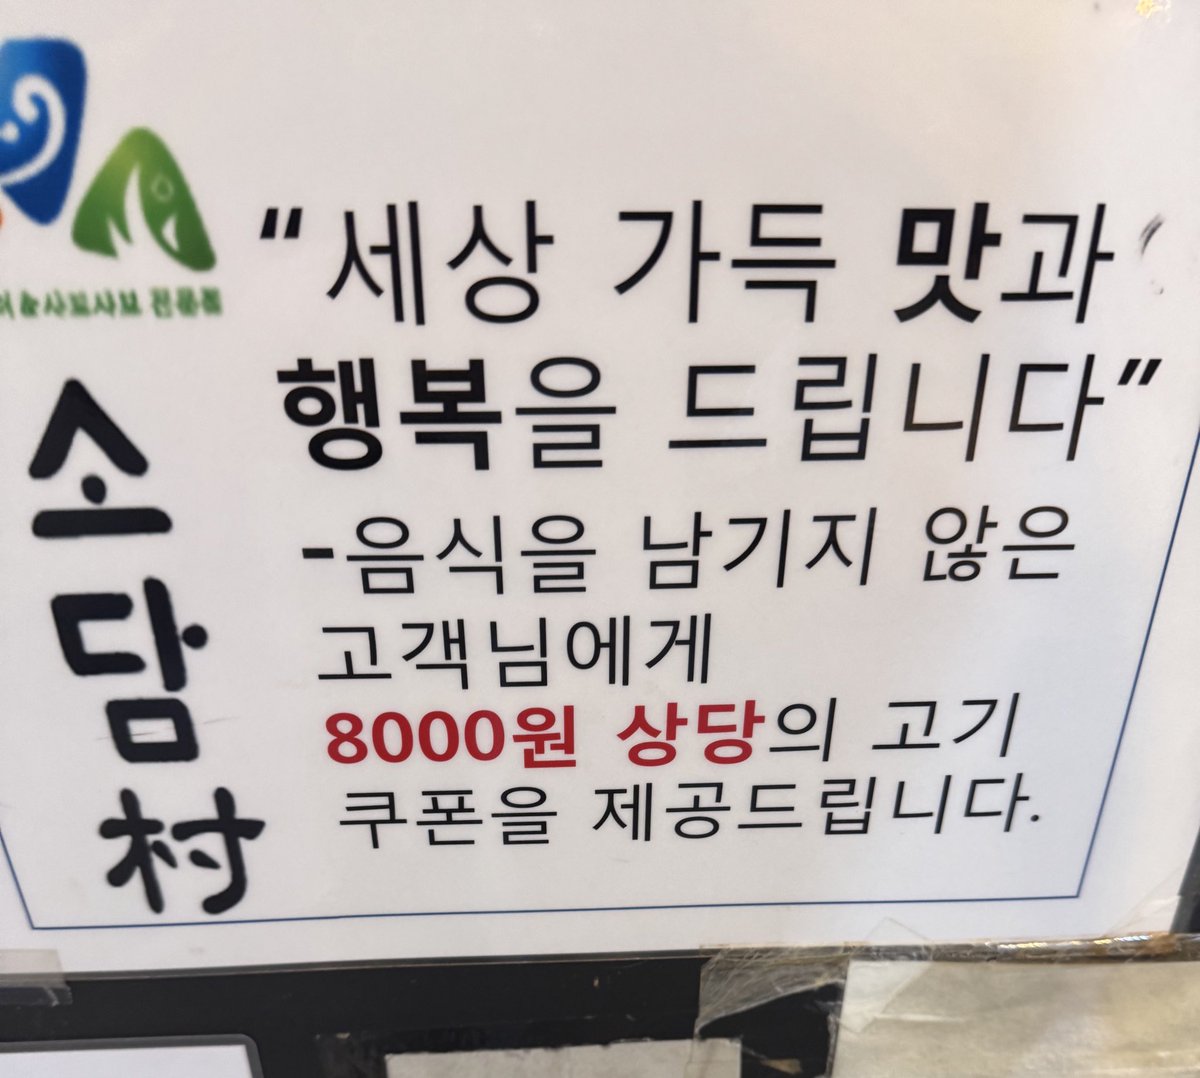 “세상 가득 맛과
행복을 드립니다”
-음식을 남기지 않은
고객님에게
8000원 상당의 고기
쿠폰을 제공드립니다.
소담村